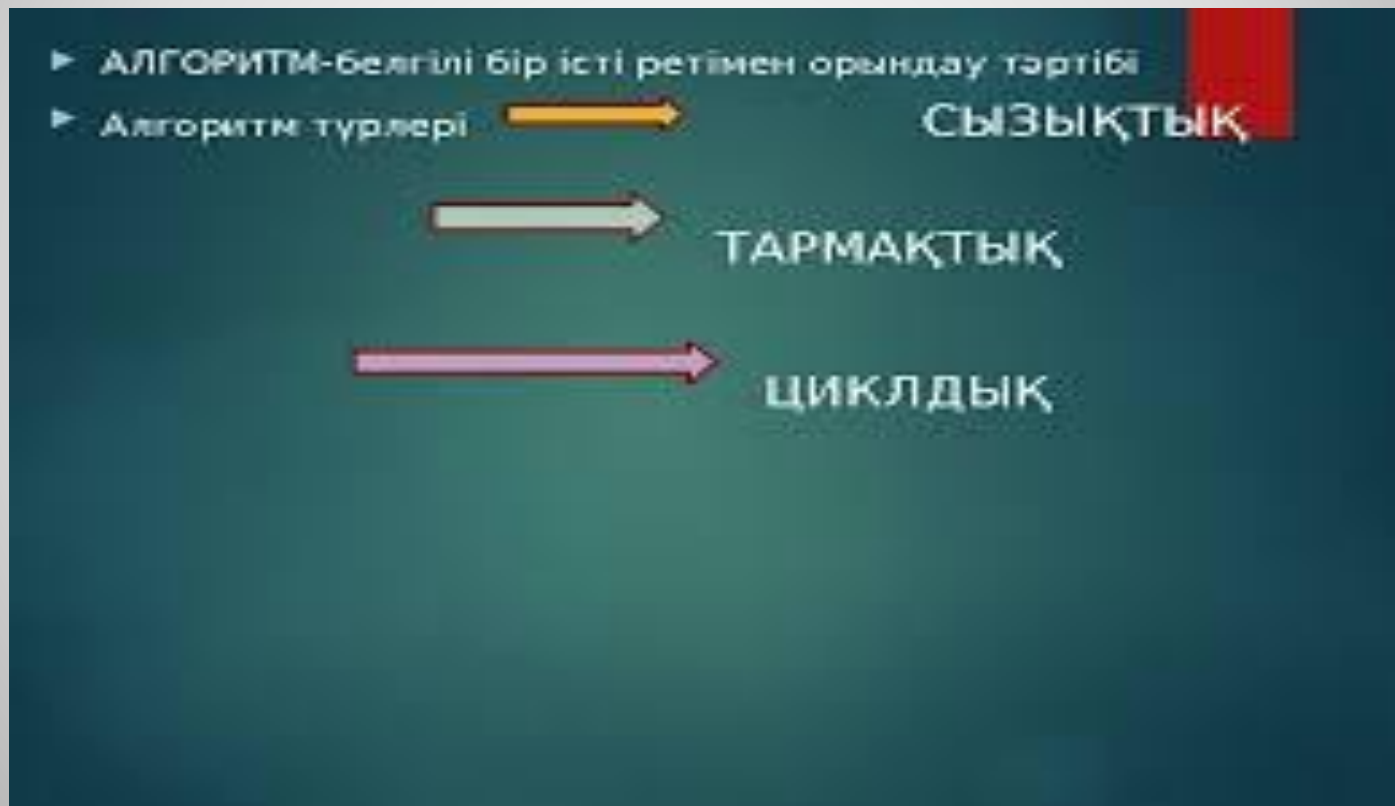 АЛГОРИТМ-белгілі бір істі ретімен орындау тәртібі
Алгоритм түрлері СЫЗЫҚТЫҚ
ТАРМАҚТЫҚ
ЦИКЛДЫҚ